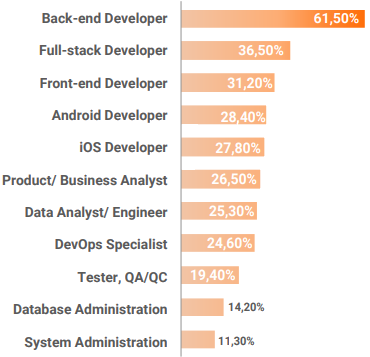 Back-end Developer 61,50%
Full-stack Developer 36,50%
Front-end Developer 31,20%
Android Developer 28,40%
iOS Developer 27,80%
Product/ Business Analyst 26,50%
Data Analyst/ Engineer 25,30%
DevOps Specialist 24,60%
Tester, QA/QC 19,40%
Database Administration 14,20%
System Administration 11,30%